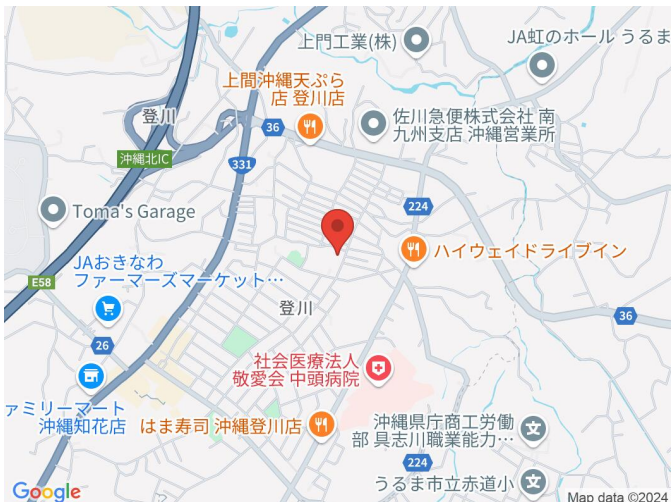 上門工業(株)
JA虹のホール うるま
上間沖縄天ぷら
店 登川店
佐川急便株式会社 南
九州支店 沖縄営業所
登川
36
沖縄北IC
331
Toma's Garage
224
ハイウェイドライブイン
JAおきなわ
ファーマーズマーケット…
E58
登川
36
26
社会医療法人
敬愛会 中頭病院
ァミリーマート
沖縄知花店
はま寿司 沖縄登川店
沖縄県庁商工労働
部 具志川職業能力…
224
うるま市立赤道小
Google
Map data ©2024